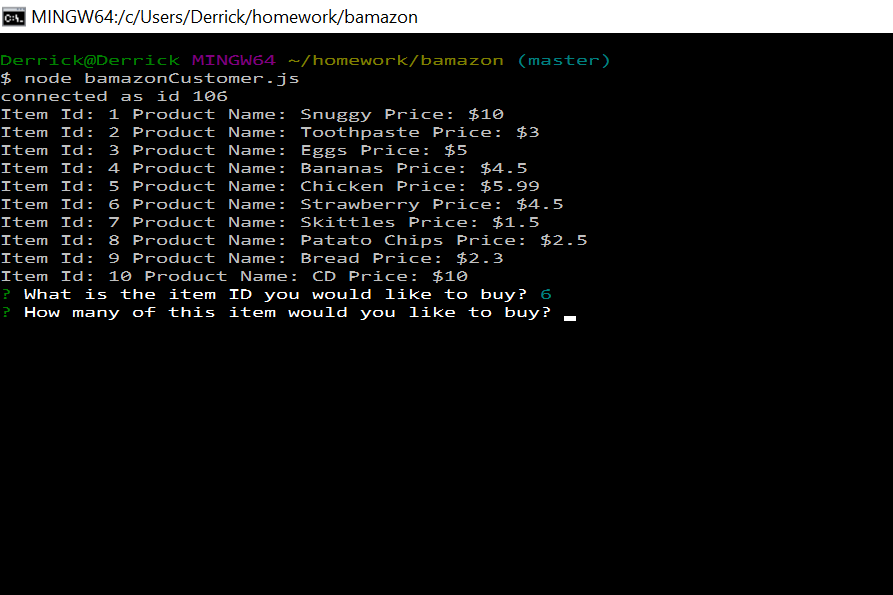 MINGW64:/c/Users/Derrick/homework/bamazon
Derrick@Derrick MINGW64 ~/homework/bamazon (master)
$ node bamazonCustomer.js
connected as id 106
Item Id: 1 Product Name: Snuggy Price: $10
Item Id: 2 Product Name: Toothpaste Price: $3
Item Id: 3 Product Name: Eggs Price: $5
Item Id: 4 Product Name: Bananas Price: $4.5
Item Id: 5 Product Name: Chicken Price: $5.99
Item Id: 6 Product Name: Strawberry Price: $4.5
Item Id: 7 Product Name: Skittles Price: $1.5
Item Id: 8 Product Name: Patato Chips Price: $2.5
Item Id: 9 Product Name: Bread Price: $2.3
Item Id: 10 Product Name: CD Price: $10
? What is the item ID you would like to buy? 6
? How many of this item would you like to buy?